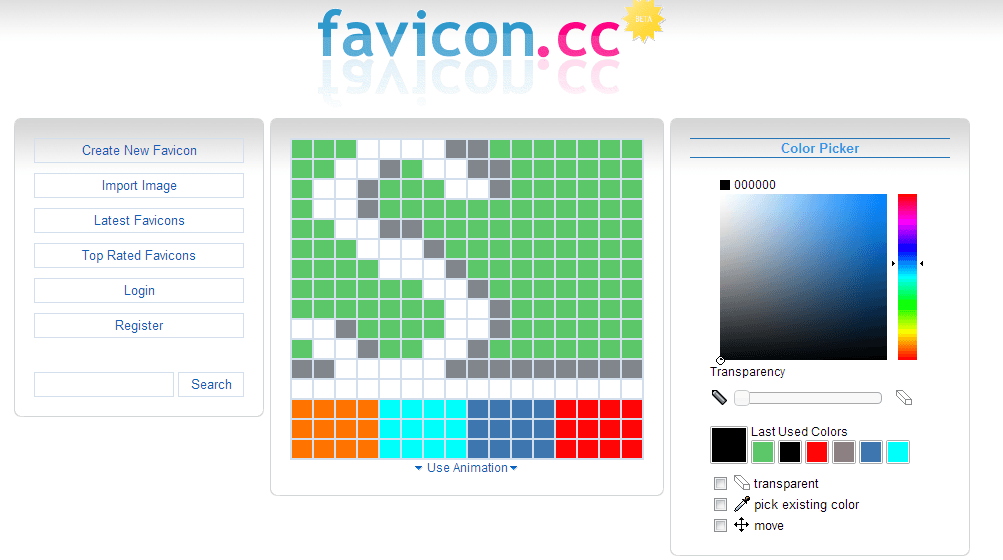 favicon.cc
BETA
Create New Favicon
Import Image
Latest Favicons
Top Rated Favicons
Login
Register
Search
Use Animation
Color Picker
000000
Transparency
Last Used Colors
transparent
pick existing color
move